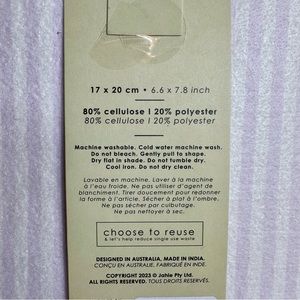 17 x 20 cm • 6.6 x 7.8 inch
80% cellulose | 20% polyester
80% cellulose | 20% polyester
Machine washable. Cold water machine wash.
Do not bleach. Gently pull to shape.
Dry flat in shade. Do not tumble dry.
Cool iron. Do not dry clean.
Lavable en machine. Laver à la machine
à l'eau froide. Ne pas utiliser d'agent de
blanchiment. Tirer doucement pour redonner
la forme à l'article. Sécher à plat à l'ombre.
Ne pas sécher par culbutage.
Ne pas nettoyer à sec.
choose to reuse
& let's help reduce single use waste
DESIGNED IN AUSTRALIA, MADE IN INDIA.
CONÇU EN AUSTRALIE, FABRIQUÉ EN INDE.
COPYRIGHT 2023 © Jahie Pty Ltd.
ALL RIGHTS RESERVED. TOUS DROITS RESERVÉS.